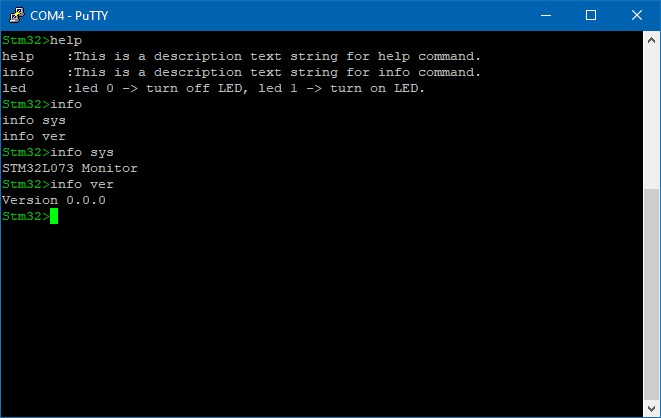 COM4 - PuTTY
Stm32>help
help    :This is a description text string for help command.
info    :This is a description text string for info command.
led     :led 0 -> turn off LED, led 1 -> turn on LED.
Stm32>info
info sys
info ver
Stm32>info sys
STM32L073 Monitor
Stm32>info ver
Version 0.0.0
Stm32>